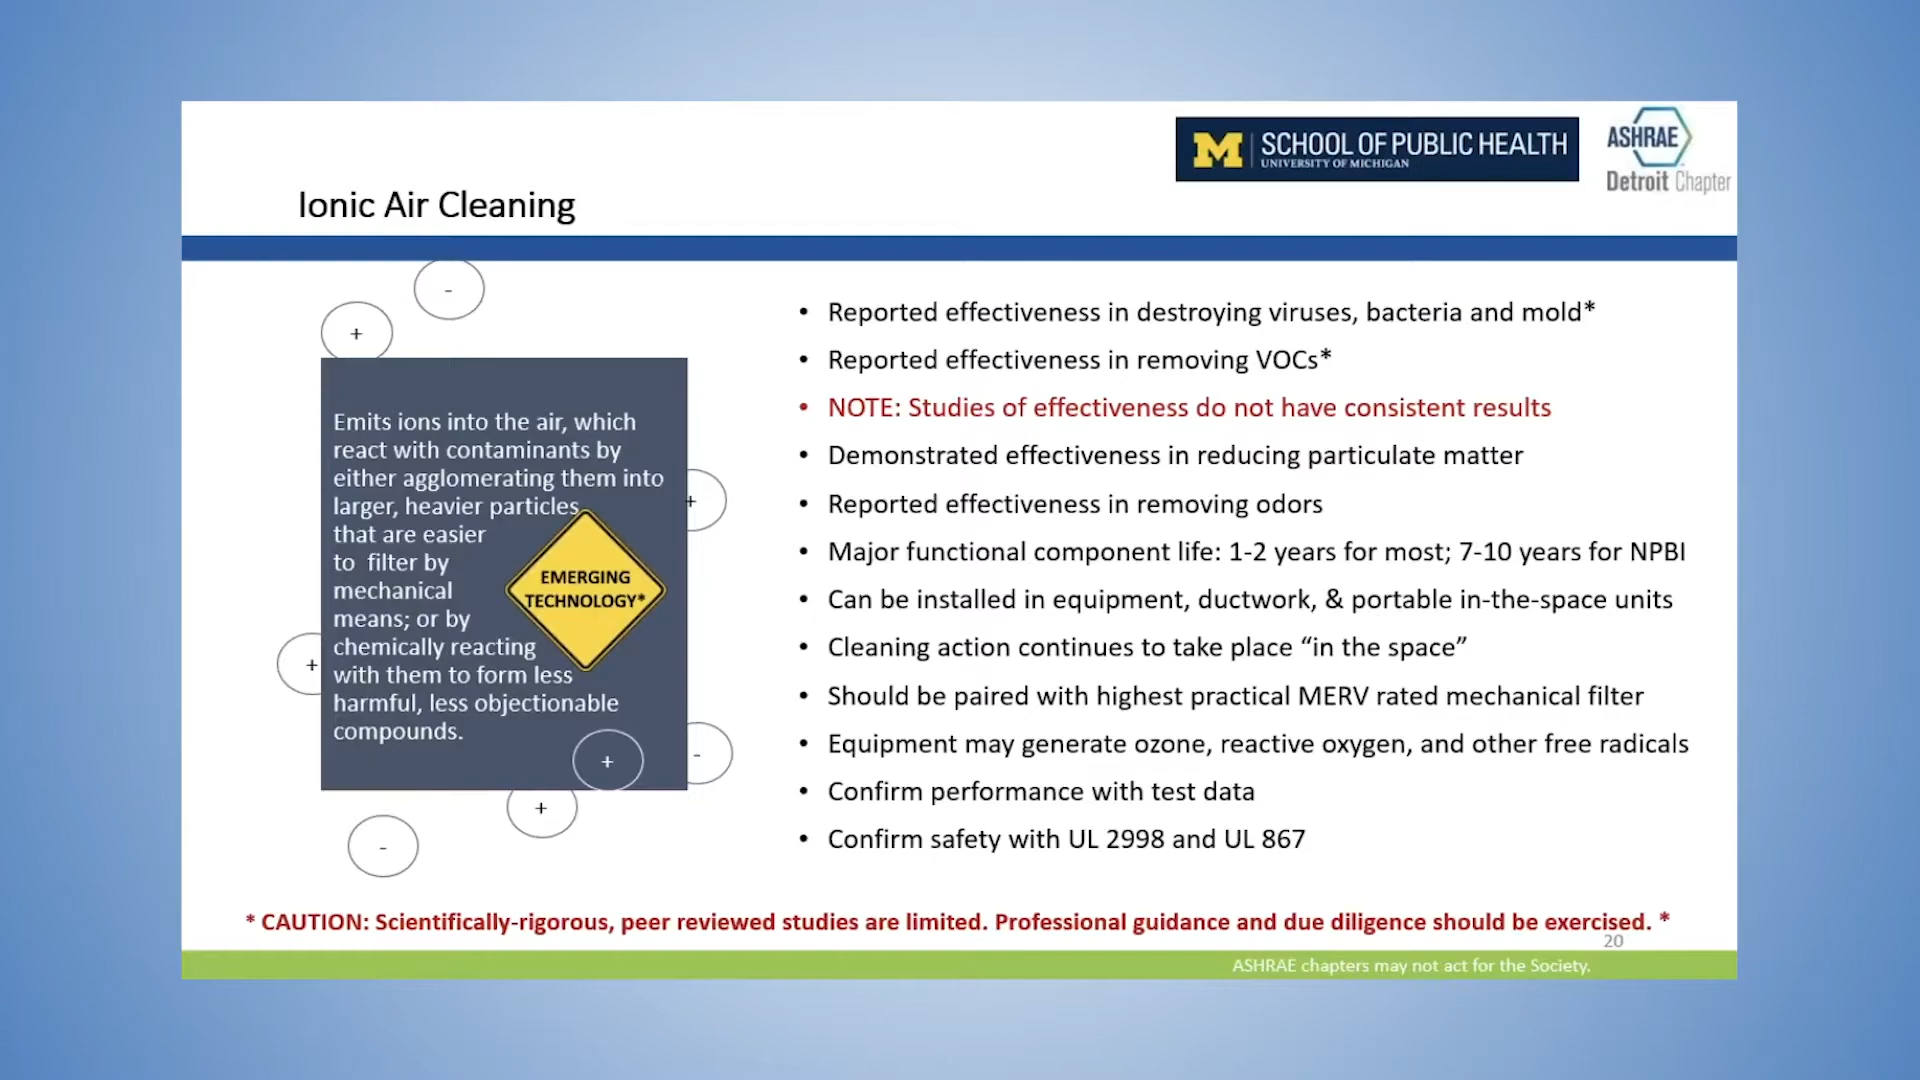 M SCHOOL OF PUBLIC HEALTH
UNIVERSITY OF MICHIGAN
ASHRAE
Detroit Chapter
Ionic Air Cleaning
-
+
Emits ions into the air, which
react with contaminants by
either agglomerating them into
larger, heavier particles
that are easier
to filter by
mechanical
means; or by
chemically reacting
with them to form less
harmful, less objectionable
compounds.
EMERGING
TECHNOLOGY*
+
+
-
+
+
-
• Reported effectiveness in destroying viruses, bacteria and mold*
• Reported effectiveness in removing VOCs*
• NOTE: Studies of effectiveness do not have consistent results
• Demonstrated effectiveness in reducing particulate matter
• Reported effectiveness in removing odors
• Major functional component life: 1-2 years for most; 7-10 years for NPBI
• Can be installed in equipment, ductwork, & portable in-the-space units
• Cleaning action continues to take place “in the space”
• Should be paired with highest practical MERV rated mechanical filter
• Equipment may generate ozone, reactive oxygen, and other free radicals
• Confirm performance with test data
• Confirm safety with UL 2998 and UL 867
* CAUTION: Scientifically-rigorous, peer reviewed studies are limited. Professional guidance and due diligence should be exercised. *
20
ASHRAE chapters may not act for the Society.